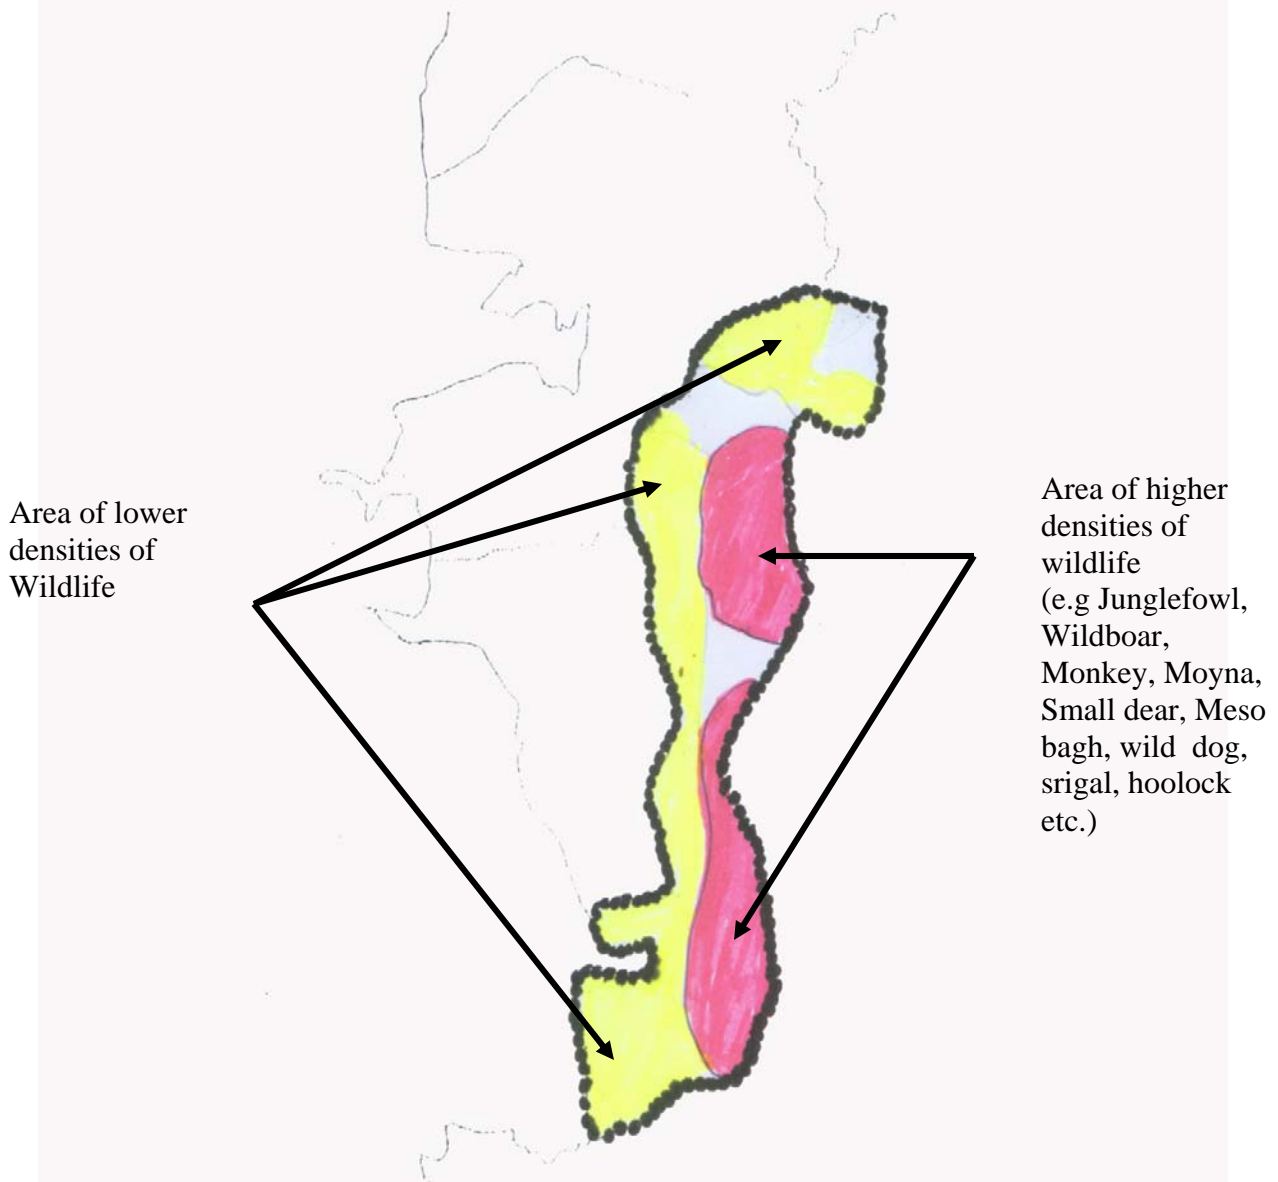 Area of lower
densities of
Wildlife
Area of higher
densities of
wildlife
(e.g Junglefowl,
Wildboar,
Monkey, Moyna,
Small dear, Meso
bagh, wild dog,
srigal, hoolock
etc.)